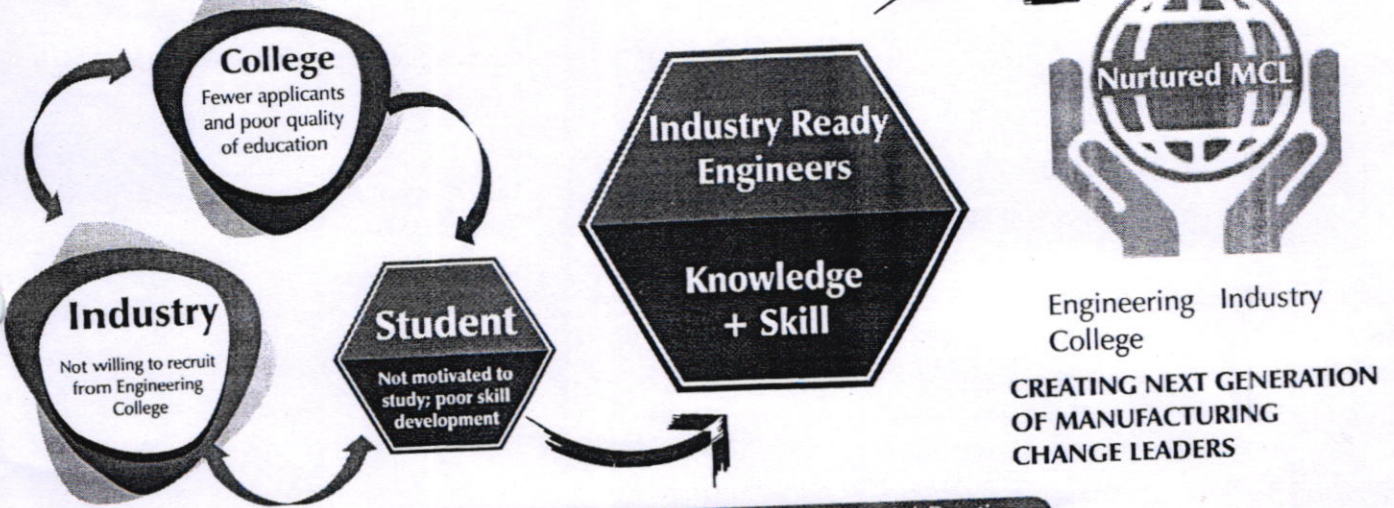 College
Fewer applicants
and poor quality
of education
Industry
Not willing to recruit
from Engineering
College
Student
Not motivated to
study; poor skill
development
Industry Ready
Engineers
Knowledge
+ Skill
Nurtured MCL
Engineering Industry
College
CREATING NEXT GENERATION
OF MANUFACTURING
CHANGE LEADERS